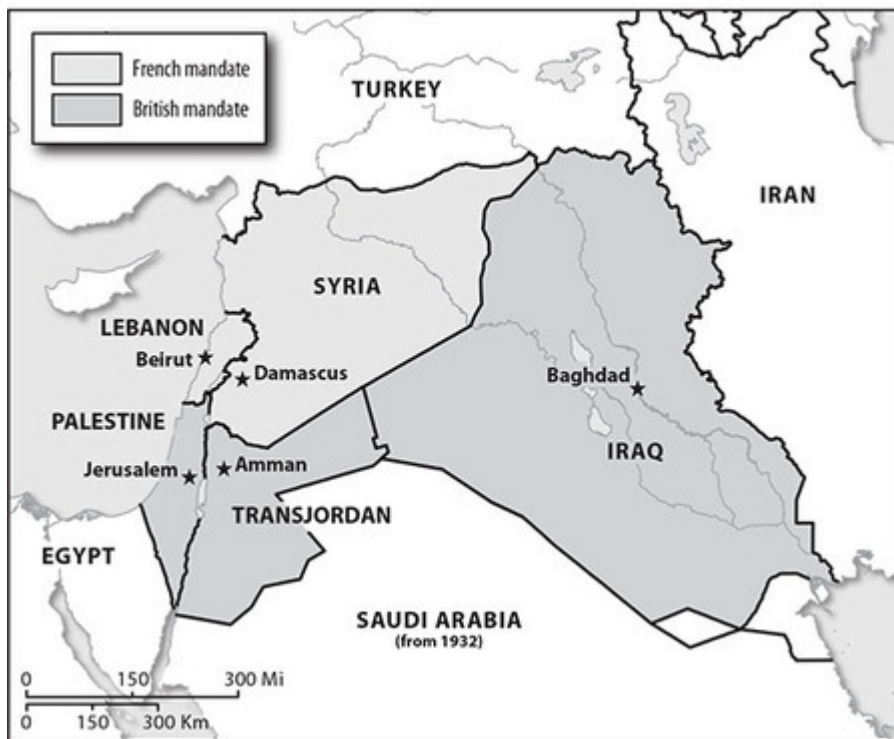 French mandate
British mandate
TURKEY
IRAN
SYRIA
LEBANON
Beirut
Damascus
Baghdad
PALESTINE
IRAQ
Jerusalem
Amman
TRANSJORDAN
EGYPT
SAUDI ARABIA
(from 1932)
0 150 300 Mi
0 150 300 Km